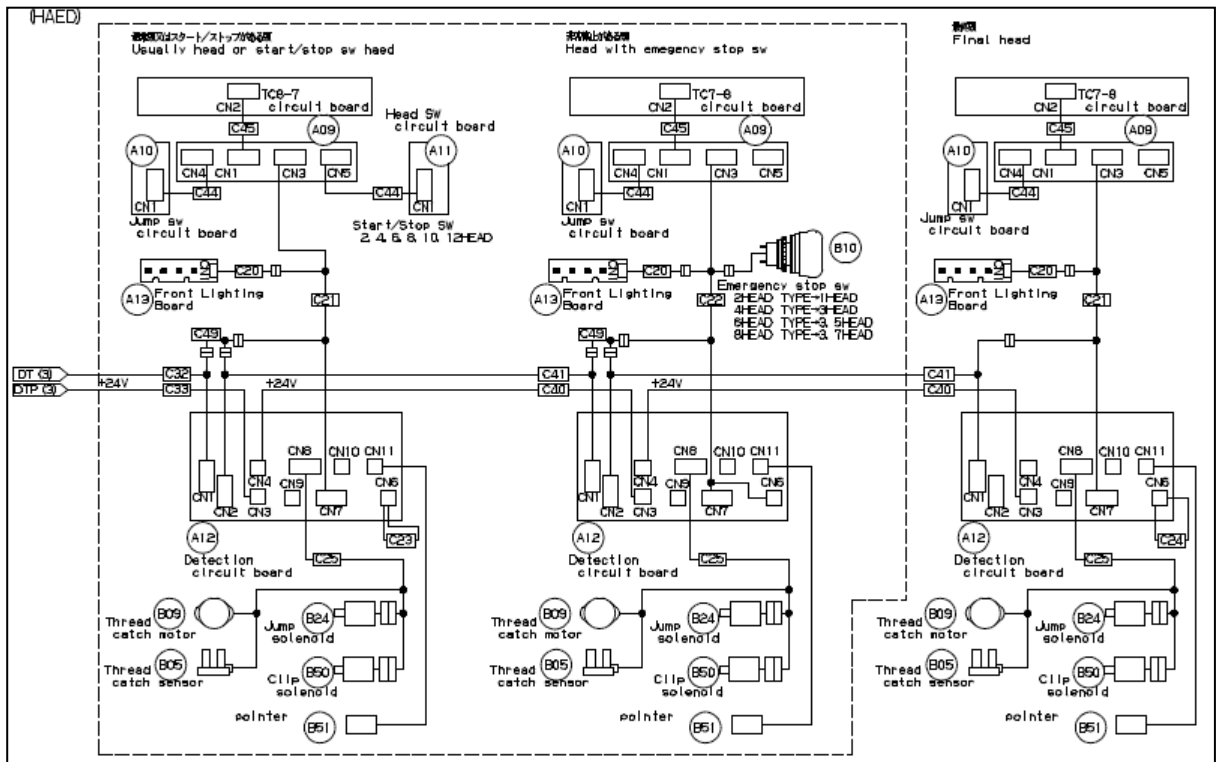 (HAED)
Usually head or start/stop sw haed
TC8-7
circuit board
CN2
C45
Head SW
circuit board
A09
A10
A11
CN4
CN1
CN3
CN5
C44
C44
CN1
CN1
Jump sw
circuit board
Start/Stop SW
2, 4, 6, 8, 10, 12HEAD
C20
A13
Front Lighting
Board
C21
C49
DT (3)
C32
DTP (3)
+24V
C33
+24V
CN8
CN10
CN11
CN1
CN4
CN9
CN6
CN2
CN3
CN7
A12
C23
Detection
circuit board
C25
Thread
catch motor
B09
Jump
solenoid
B24
Thread
catch sensor
B05
Clip
solenoid
B50
pointer
B51
Head with emegency stop sw
TC7-8
circuit board
CN2
C45
A09
A10
CN4
CN1
CN3
CN5
C44
CN1
Jump sw
circuit board
B10
C20
A13
Front Lighting
Board
C22
Emergency stop sw
2HEAD TYPE→1HEAD
4HEAD TYPE→3HEAD
6HEAD TYPE→3, 5HEAD
8HEAD TYPE→3, 7HEAD
C49
C41
C40
+24V
CN8
CN10
CN11
CN1
CN4
CN9
CN6
CN2
CN3
CN7
A12
Detection
circuit board
C25
Thread
catch motor
B09
Jump
solenoid
B24
Thread
catch sensor
B05
Clip
solenoid
B50
pointer
B51
Final head
TC7-8
circuit board
CN2
C45
A09
A10
CN4
CN1
CN3
CN5
C44
CN1
Jump sw
circuit board
C20
A13
Front Lighting
Board
C21
C41
C40
CN8
CN10
CN11
CN1
CN4
CN9
CN6
CN2
CN3
CN7
A12
C24
Detection
circuit board
C25
Thread
catch motor
B09
Jump
solenoid
B24
Thread
catch sensor
B05
Clip
solenoid
B50
pointer
B51